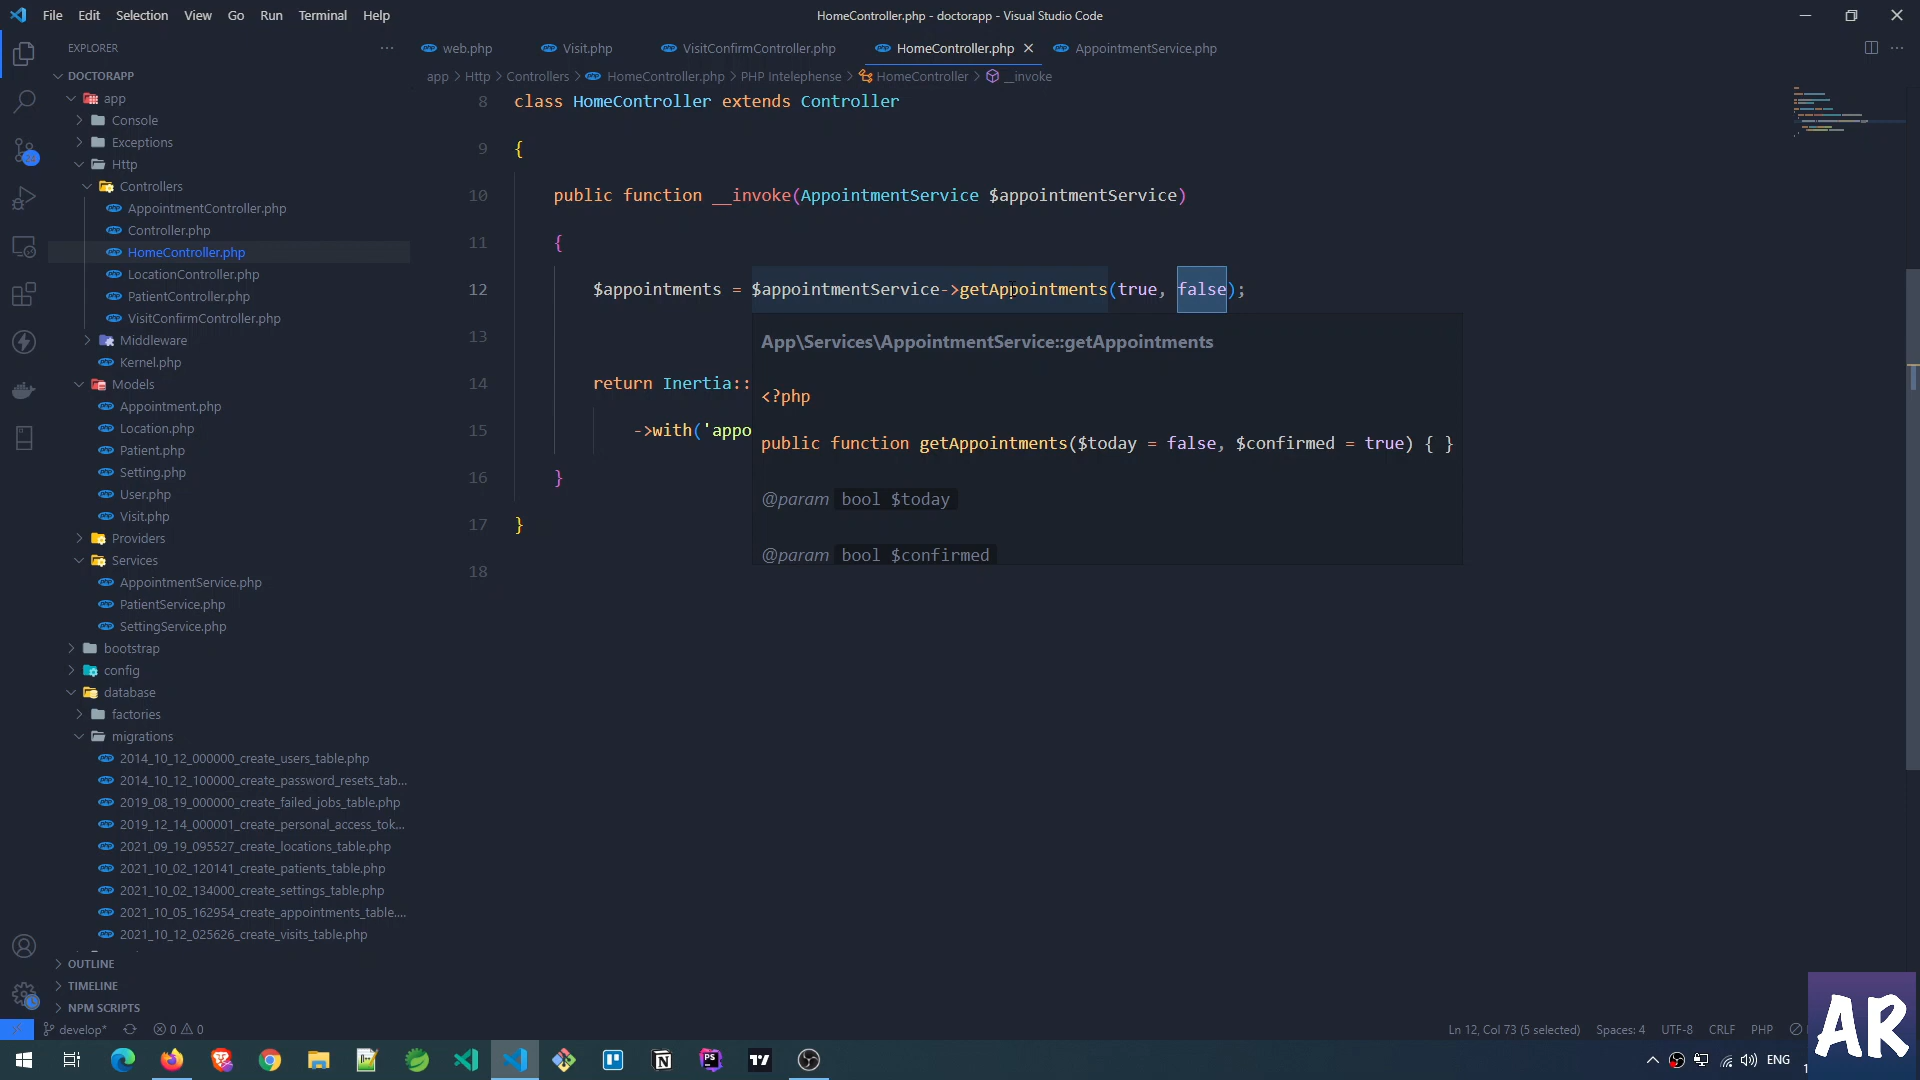 File Edit Selection View Go Run Terminal Help
HomeController.php - doctorapp - Visual Studio Code
EXPLORER
web.php
Visit.php
VisitConfirmController.php
HomeController.php
AppointmentService.php
app > Http > Controllers > HomeController.php > PHP Intelephense > HomeController > __invoke
DOCTORAPP
app
Console
Exceptions
Http
Controllers
AppointmentController.php
Controller.php
HomeController.php
LocationController.php
PatientController.php
VisitConfirmController.php
Middleware
Kernel.php
Models
Appointment.php
Location.php
Patient.php
Setting.php
User.php
Visit.php
Providers
Services
AppointmentService.php
PatientService.php
SettingService.php
bootstrap
config
database
factories
migrations
2014_10_12_000000_create_users_table.php
2014_10_12_100000_create_password_resets_tab...
2019_08_19_000000_create_failed_jobs_table.php
2019_12_14_000001_create_personal_access_tok...
2021_09_19_095527_create_locations_table.php
2021_10_02_120141_create_patients_table.php
2021_10_02_134000_create_settings_table.php
2021_10_05_162954_create_appointments_table....
2021_10_12_025626_create_visits_table.php
OUTLINE
TIMELINE
NPM SCRIPTS
8 class HomeController extends Controller
9 {
10 public function __invoke(AppointmentService $appointmentService)
11 {
12 $appointments = $appointmentService->getAppointments(true, false);
13
14 return Inertia::
15 ->with('appo
16 }
17 }
18
App\Services\AppointmentService::getAppointments
<?php
public function getAppointments($today = false, $confirmed = true) { }
@param bool $today
@param bool $confirmed
develop* 0 0
Ln 12, Col 73 (5 selected) Spaces: 4 UTF-8 CRLF PHP
ENG
AR